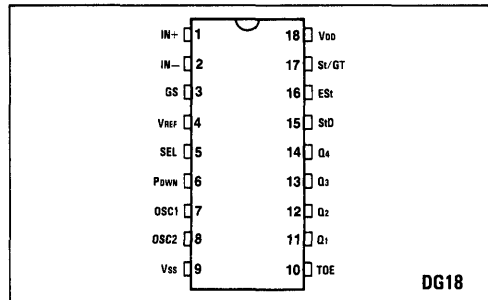 IN+ 1 18 VDD
IN− 2 17 St/GT
GS 3 16 ESt
VREF 4 15 StD
SEL 5 14 Q4
PDWN 6 13 Q3
OSC1 7 12 Q2
OSC2 8 11 Q1
VSS 9 10 TOE
DG18